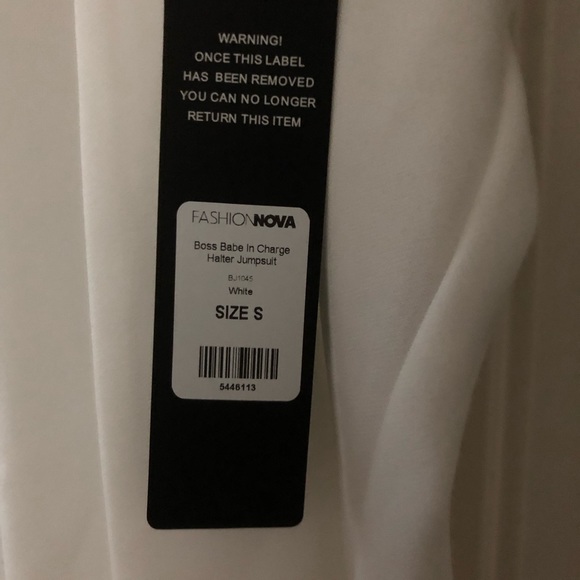 WARNING!
ONCE THIS LABEL
HAS BEEN REMOVED
YOU CAN NO LONGER
RETURN THIS ITEM
FASHIONNOVA
Boss Babe In Charge
Halter Jumpsuit
BJ1045
White
SIZE S
5446113